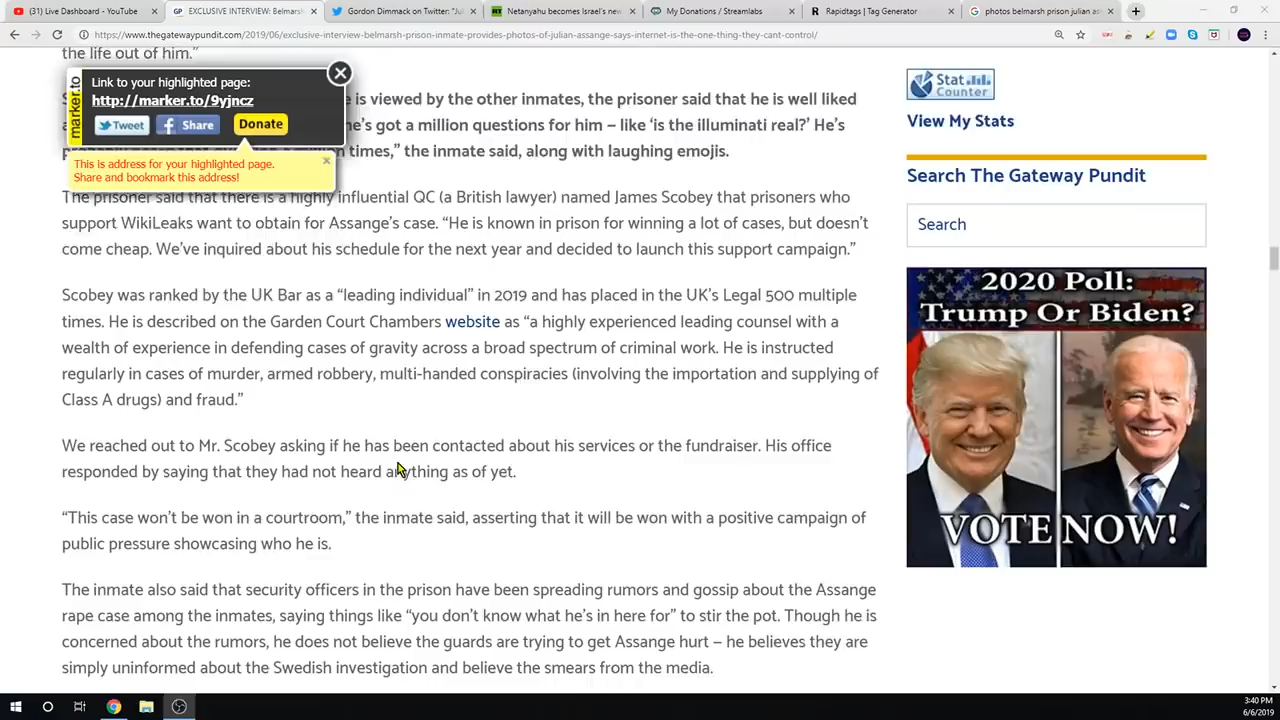 (31) Live Dashboard - YouTube
EXCLUSIVE INTERVIEW: Belmars
Gordon Dimmack on Twitter: "Ju
Netanyahu becomes Israel's new
My Donations / Streamlabs
Rapidtags | Tag Generator
photos belmarsh prison julian as
https://www.thegatewaypundit.com/2019/06/exclusive-interview-belmarsh-prison-inmate-provides-photos-of-julian-assange-says-internet-is-the-one-thing-they-cant-control/
the life out of him.”
marker.to
Link to your highlighted page:
http://marker.to/9yjncz
Tweet
Share
Donate
This is address for your highlighted page.
Share and bookmark this address!
is viewed by the other inmates, the prisoner said that he is well liked
he’s got a million questions for him – like ‘is the illuminati real?’ He’s
times,” the inmate said, along with laughing emojis.
The prisoner said that there is a highly influential QC (a British lawyer) named James Scobey that prisoners who
support WikiLeaks want to obtain for Assange’s case. “He is known in prison for winning a lot of cases, but doesn’t
come cheap. We’ve inquired about his schedule for the next year and decided to launch this support campaign.”
Scobey was ranked by the UK Bar as a “leading individual” in 2019 and has placed in the UK’s Legal 500 multiple
times. He is described on the Garden Court Chambers website as “a highly experienced leading counsel with a
wealth of experience in defending cases of gravity across a broad spectrum of criminal work. He is instructed
regularly in cases of murder, armed robbery, multi-handed conspiracies (involving the importation and supplying of
Class A drugs) and fraud.”
We reached out to Mr. Scobey asking if he has been contacted about his services or the fundraiser. His office
responded by saying that they had not heard anything as of yet.
“This case won’t be won in a courtroom,” the inmate said, asserting that it will be won with a positive campaign of
public pressure showcasing who he is.
The inmate also said that security officers in the prison have been spreading rumors and gossip about the Assange
rape case among the inmates, saying things like “you don’t know what he’s in here for” to stir the pot. Though he is
concerned about the rumors, he does not believe the guards are trying to get Assange hurt – he believes they are
simply uninformed about the Swedish investigation and believe the smears from the media.
Stat
Counter
View My Stats
Search The Gateway Pundit
Search
2020 Poll:
Trump Or Biden?
VOTE NOW!
3:40 PM
6/6/2019